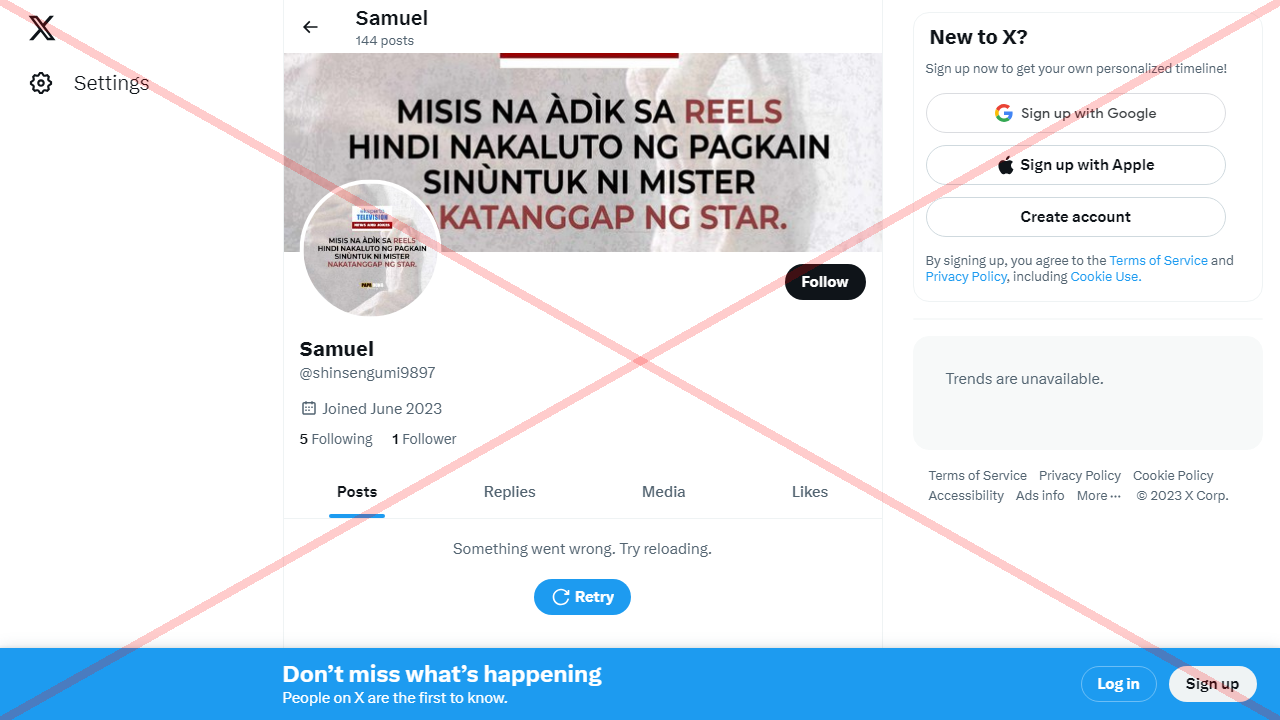 Settings
Samuel
144 posts
MISIS NA ÀDÌK SA REELS
HINDI NAKALUTO NG PAGKAIN
SINÙNTUK NI MISTER
KATANGGAP NG STAR.
TELEVISION
NEWS AND JOKES
MISIS NA ÀDÌK SA REELS
HINDI NAKALUTO NG PAGKAIN
SINÙNTUK NI MISTER
NAKATANGGAP NG STAR.
Follow
Samuel
@shinsengumi9897
Joined June 2023
5 Following 1 Follower
Posts Replies Media Likes
Something went wrong. Try reloading.
Retry
New to X?
Sign up now to get your own personalized timeline!
Sign up with Google
Sign up with Apple
Create account
By signing up, you agree to the Terms of Service and
Privacy Policy, including Cookie Use.
Trends are unavailable.
Terms of Service Privacy Policy Cookie Policy
Accessibility Ads info More ··· © 2023 X Corp.
Don’t miss what’s happening
People on X are the first to know.
Log in Sign up